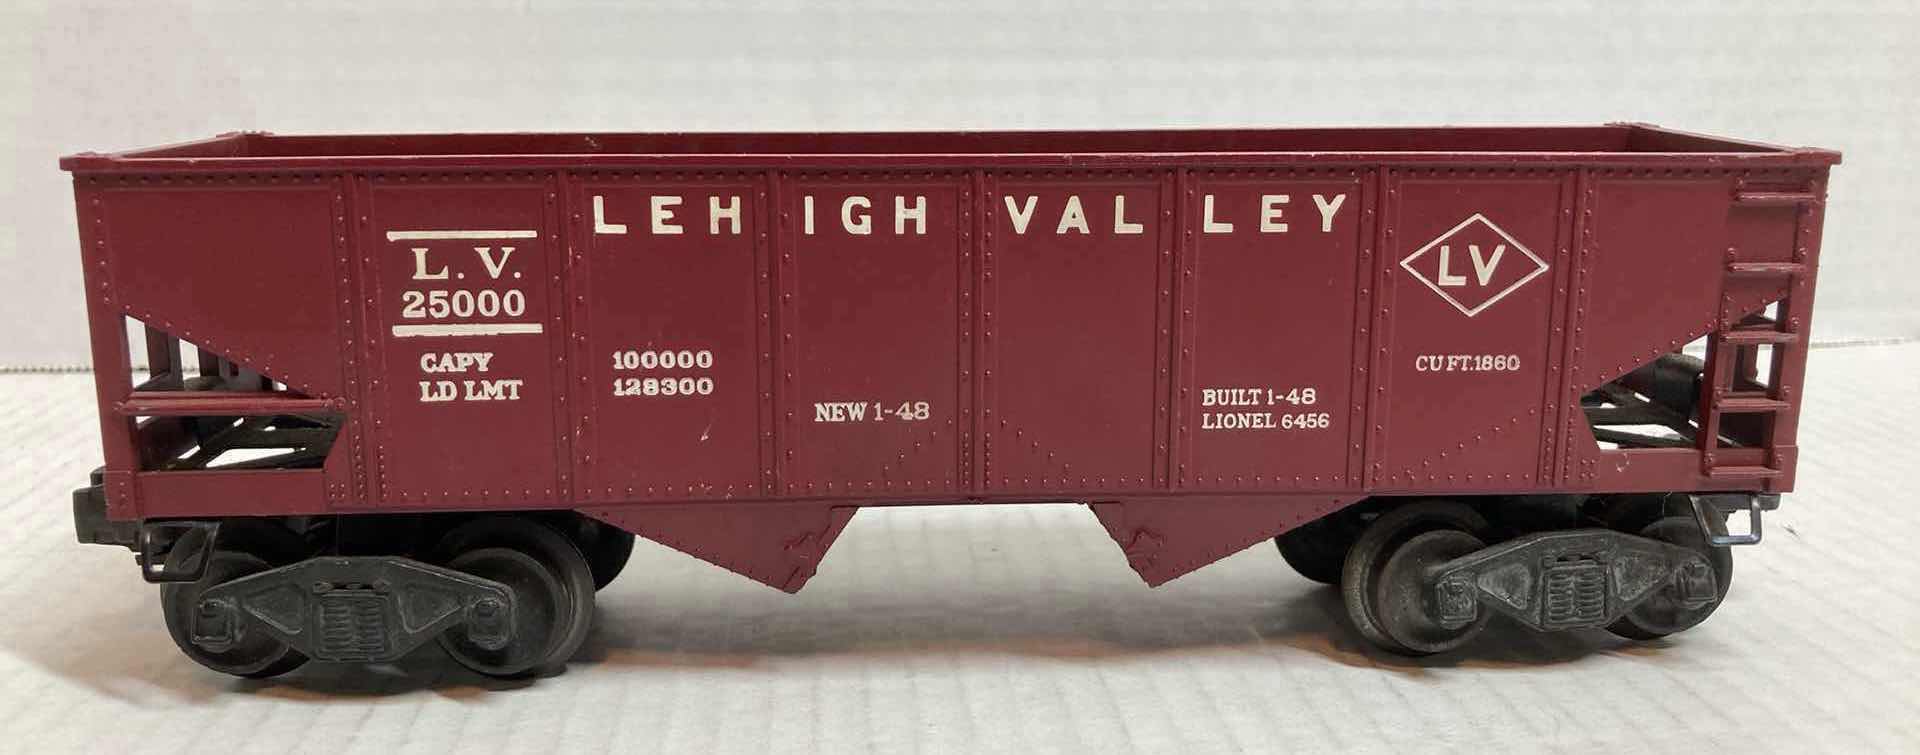 LEHIGH VALLEY
L. V.
25000
CAPY 100000
LD LMT 128300
NEW 1-48
BUILT 1-48
LIONEL 6456
LV
CU FT. 1860